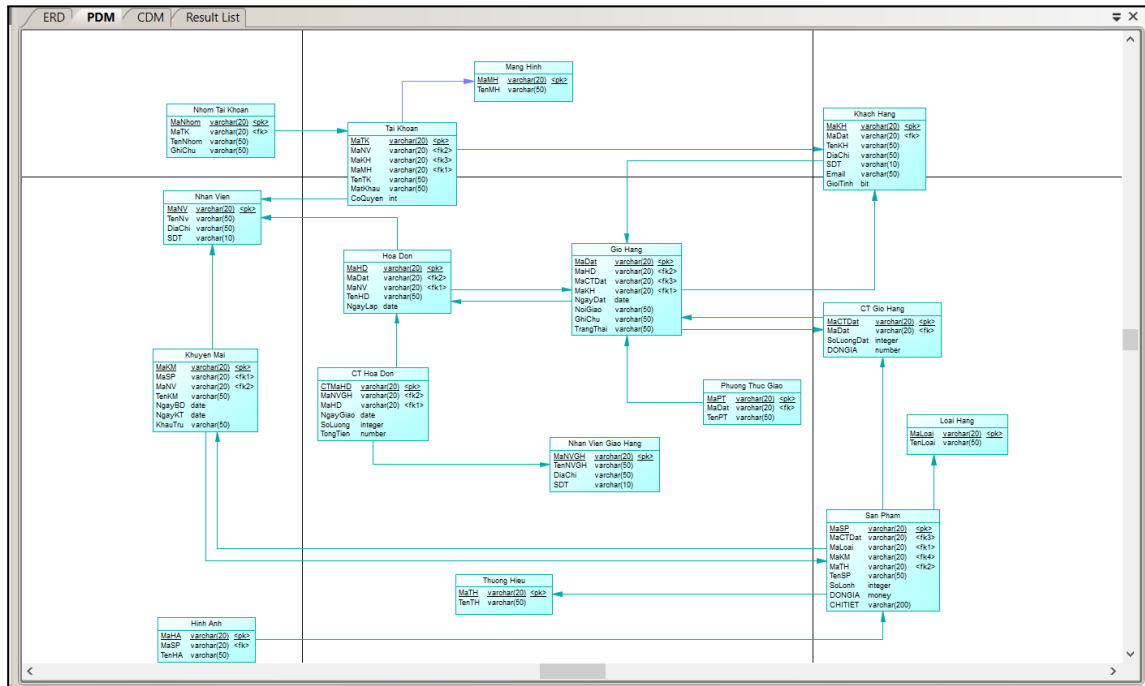 ERD PDM CDM Result List
Mang Hinh
MaMH varchar(20) <pk>
TenMH varchar(50)
Nhom Tai Khoan
MaNhom varchar(20) <pk>
MaTK varchar(20) <fk>
TenNhom varchar(50)
GhiChu varchar(50)
Tai Khoan
MaTK varchar(20) <pk>
MaNV varchar(20) <fk2>
MaKH varchar(20) <fk3>
MaMH varchar(20) <fk1>
TenTK varchar(50)
MatKhau varchar(50)
CoQuyen int
Khach Hang
MaKH varchar(20) <pk>
MaDat varchar(20) <fk>
TenKH varchar(50)
DiaChi varchar(50)
SDT varchar(10)
Email varchar(50)
GioiTinh bit
Nhan Vien
MaNV varchar(20) <pk>
TenNv varchar(50)
DiaChi varchar(50)
SDT varchar(10)
Hoa Don
MaHD varchar(20) <pk>
MaDat varchar(20) <fk2>
MaNV varchar(20) <fk1>
TenHD varchar(50)
NgayLap date
Gio Hang
MaDat varchar(20) <pk>
MaHD varchar(20) <fk2>
MaCTDat varchar(20) <fk3>
MaKH varchar(20) <fk1>
NgayDat date
NoiGiao varchar(50)
GhiChu varchar(50)
TrangThai varchar(50)
CT Gio Hang
MaCTDat varchar(20) <pk>
MaDat varchar(20) <fk>
SoLuongDat integer
DONGIA number
Khuyen Mai
MaKM varchar(20) <pk>
MaSP varchar(20) <fk1>
MaNV varchar(20) <fk2>
TenKM varchar(50)
NgayBD date
NgayKT date
KhauTru varchar(50)
CT Hoa Don
CTMaHD varchar(20) <pk>
MaNVGH varchar(20) <fk2>
MaHD varchar(20) <fk1>
NgayGiao date
SoLuong integer
TongTien number
Phuong Thuc Giao
MaPT varchar(20) <pk>
MaDat varchar(20) <fk>
TenPT varchar(50)
Loai Hang
MaLoai varchar(20) <pk>
TenLoai varchar(50)
Nhan Vien Giao Hang
MaNVGH varchar(20) <pk>
TenNVGH varchar(50)
DiaChi varchar(50)
SDT varchar(10)
San Pham
MaSP varchar(20) <pk>
MaCTDat varchar(20) <fk3>
MaLoai varchar(20) <fk1>
MaKM varchar(20) <fk4>
MaTH varchar(20) <fk2>
TenSP varchar(50)
SoLonh integer
DONGIA money
CHITIET varchar(200)
Thuong Hieu
MaTH varchar(20) <pk>
TenTH varchar(50)
Hinh Anh
MaHA varchar(20) <pk>
MaSP varchar(20) <fk>
TenHA varchar(50)